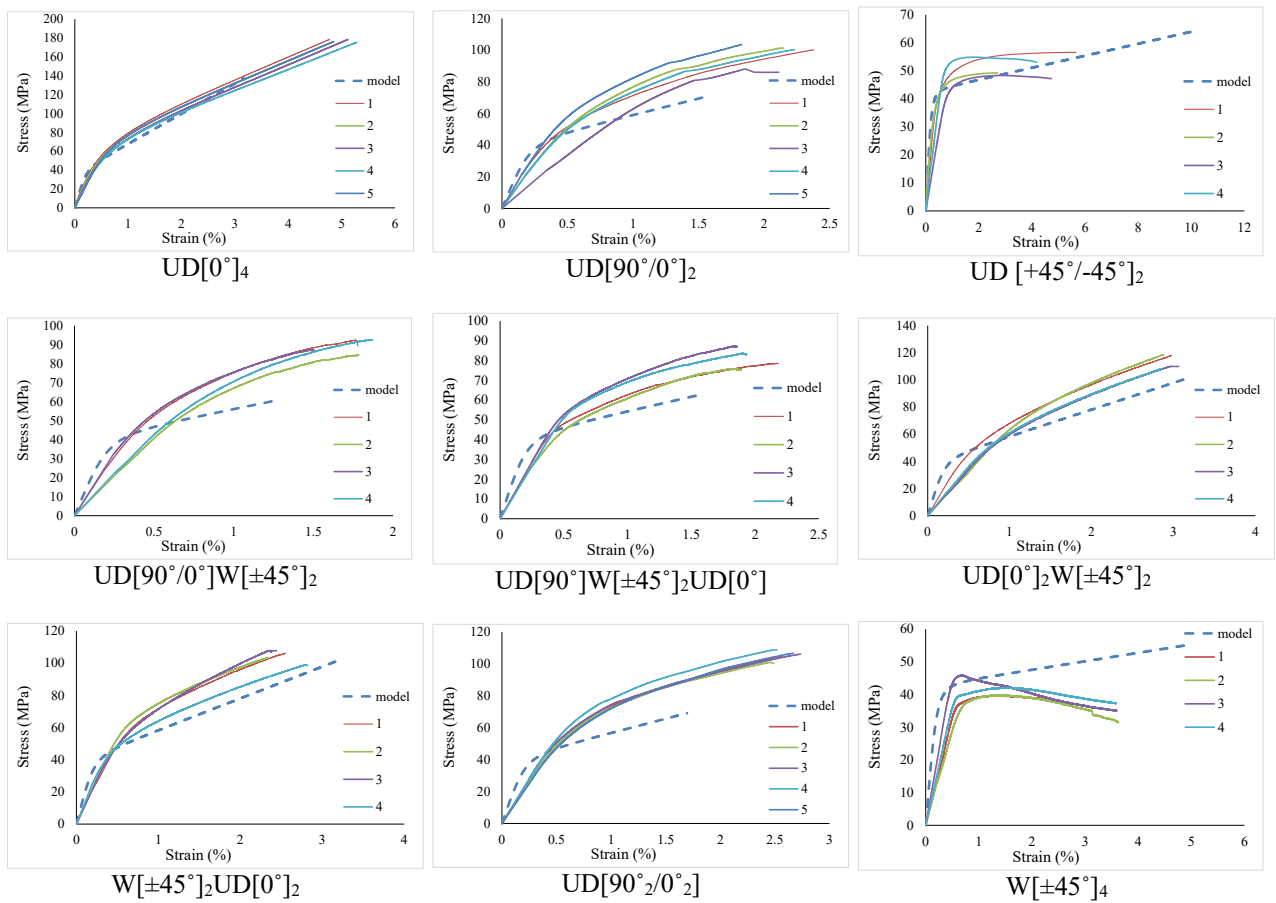 200
180
160
140
120
100
80
60
40
20
0
0 1 2 3 4 5 6
Stress (MPa)
Strain (%)
model
1
2
3
4
5
UD[0˚]₄
120
100
80
60
40
20
0
0 0.5 1 1.5 2 2.5
Stress (MPa)
Strain (%)
model
1
2
3
4
5
UD[90˚/0˚]₂
70
60
50
40
30
20
10
0
0 2 4 6 8 10 12
Stress (MPa)
Strain (%)
model
1
2
3
4
UD [+45˚/-45˚]₂
100
90
80
70
60
50
40
30
20
10
0
0 0.5 1 1.5 2
Stress (MPa)
Strain (%)
model
1
2
3
4
UD[90˚/0˚]W[±45˚]₂
100
90
80
70
60
50
40
30
20
10
0
0 0.5 1 1.5 2 2.5
Stress (MPa)
Strain (%)
model
1
2
3
4
UD[90˚]W[±45˚]₂UD[0˚]
140
120
100
80
60
40
20
0
0 1 2 3 4
Stress (MPa)
Strain (%)
model
1
2
3
4
UD[0˚]₂W[±45˚]₂
120
100
80
60
40
20
0
0 1 2 3 4
Stress (MPa)
Strain (%)
model
1
2
3
4
W[±45˚]₂UD[0˚]₂
120
100
80
60
40
20
0
0 0.5 1 1.5 2 2.5 3
Stress (MPa)
Strain (%)
model
1
2
3
4
5
UD[90˚₂/0˚₂]
60
50
40
30
20
10
0
0 1 2 3 4 5 6
Stress (MPa)
Strain (%)
model
1
2
3
4
W[±45˚]₄